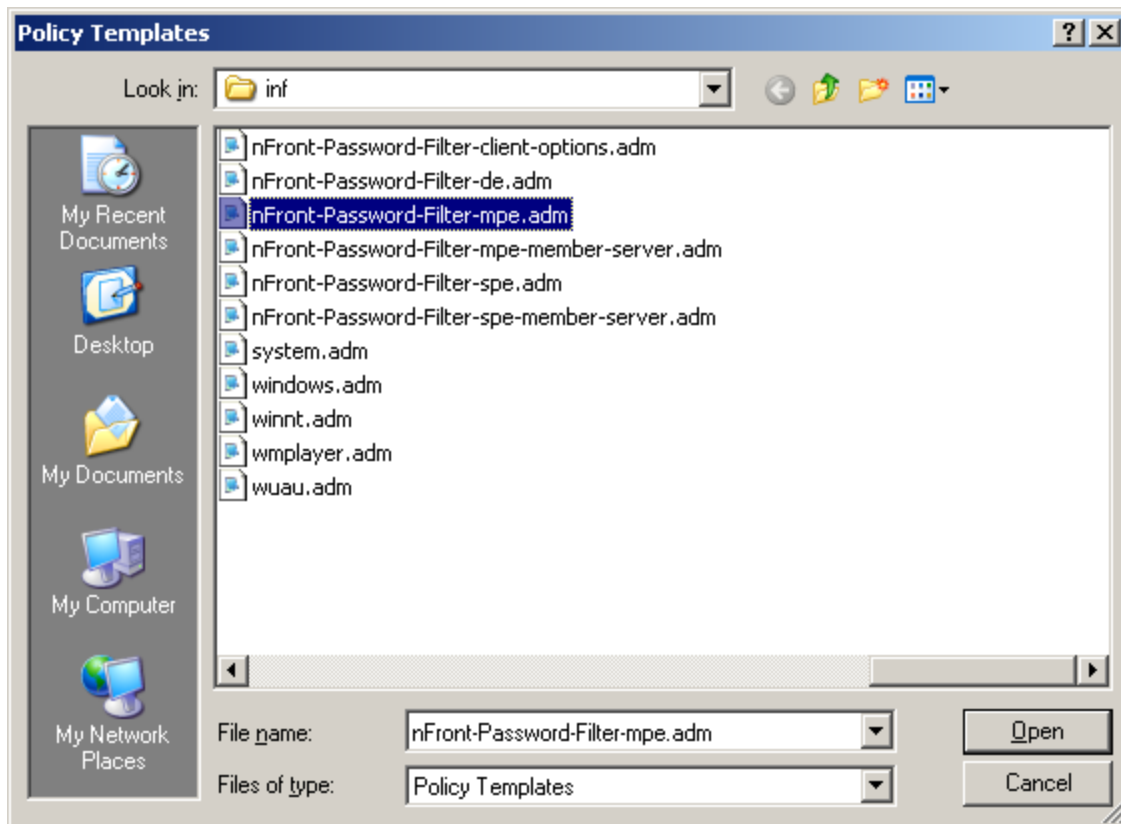 Policy Templates
Look in: inf
nFront-Password-Filter-client-options.adm
nFront-Password-Filter-de.adm
nFront-Password-Filter-mpe.adm
nFront-Password-Filter-mpe-member-server.adm
nFront-Password-Filter-spe.adm
nFront-Password-Filter-spe-member-server.adm
system.adm
windows.adm
winnt.adm
wmplayer.adm
wuau.adm
My Recent
Documents
Desktop
My Documents
My Computer
My Network
Places
File name: nFront-Password-Filter-mpe.adm Open
Files of type: Policy Templates Cancel